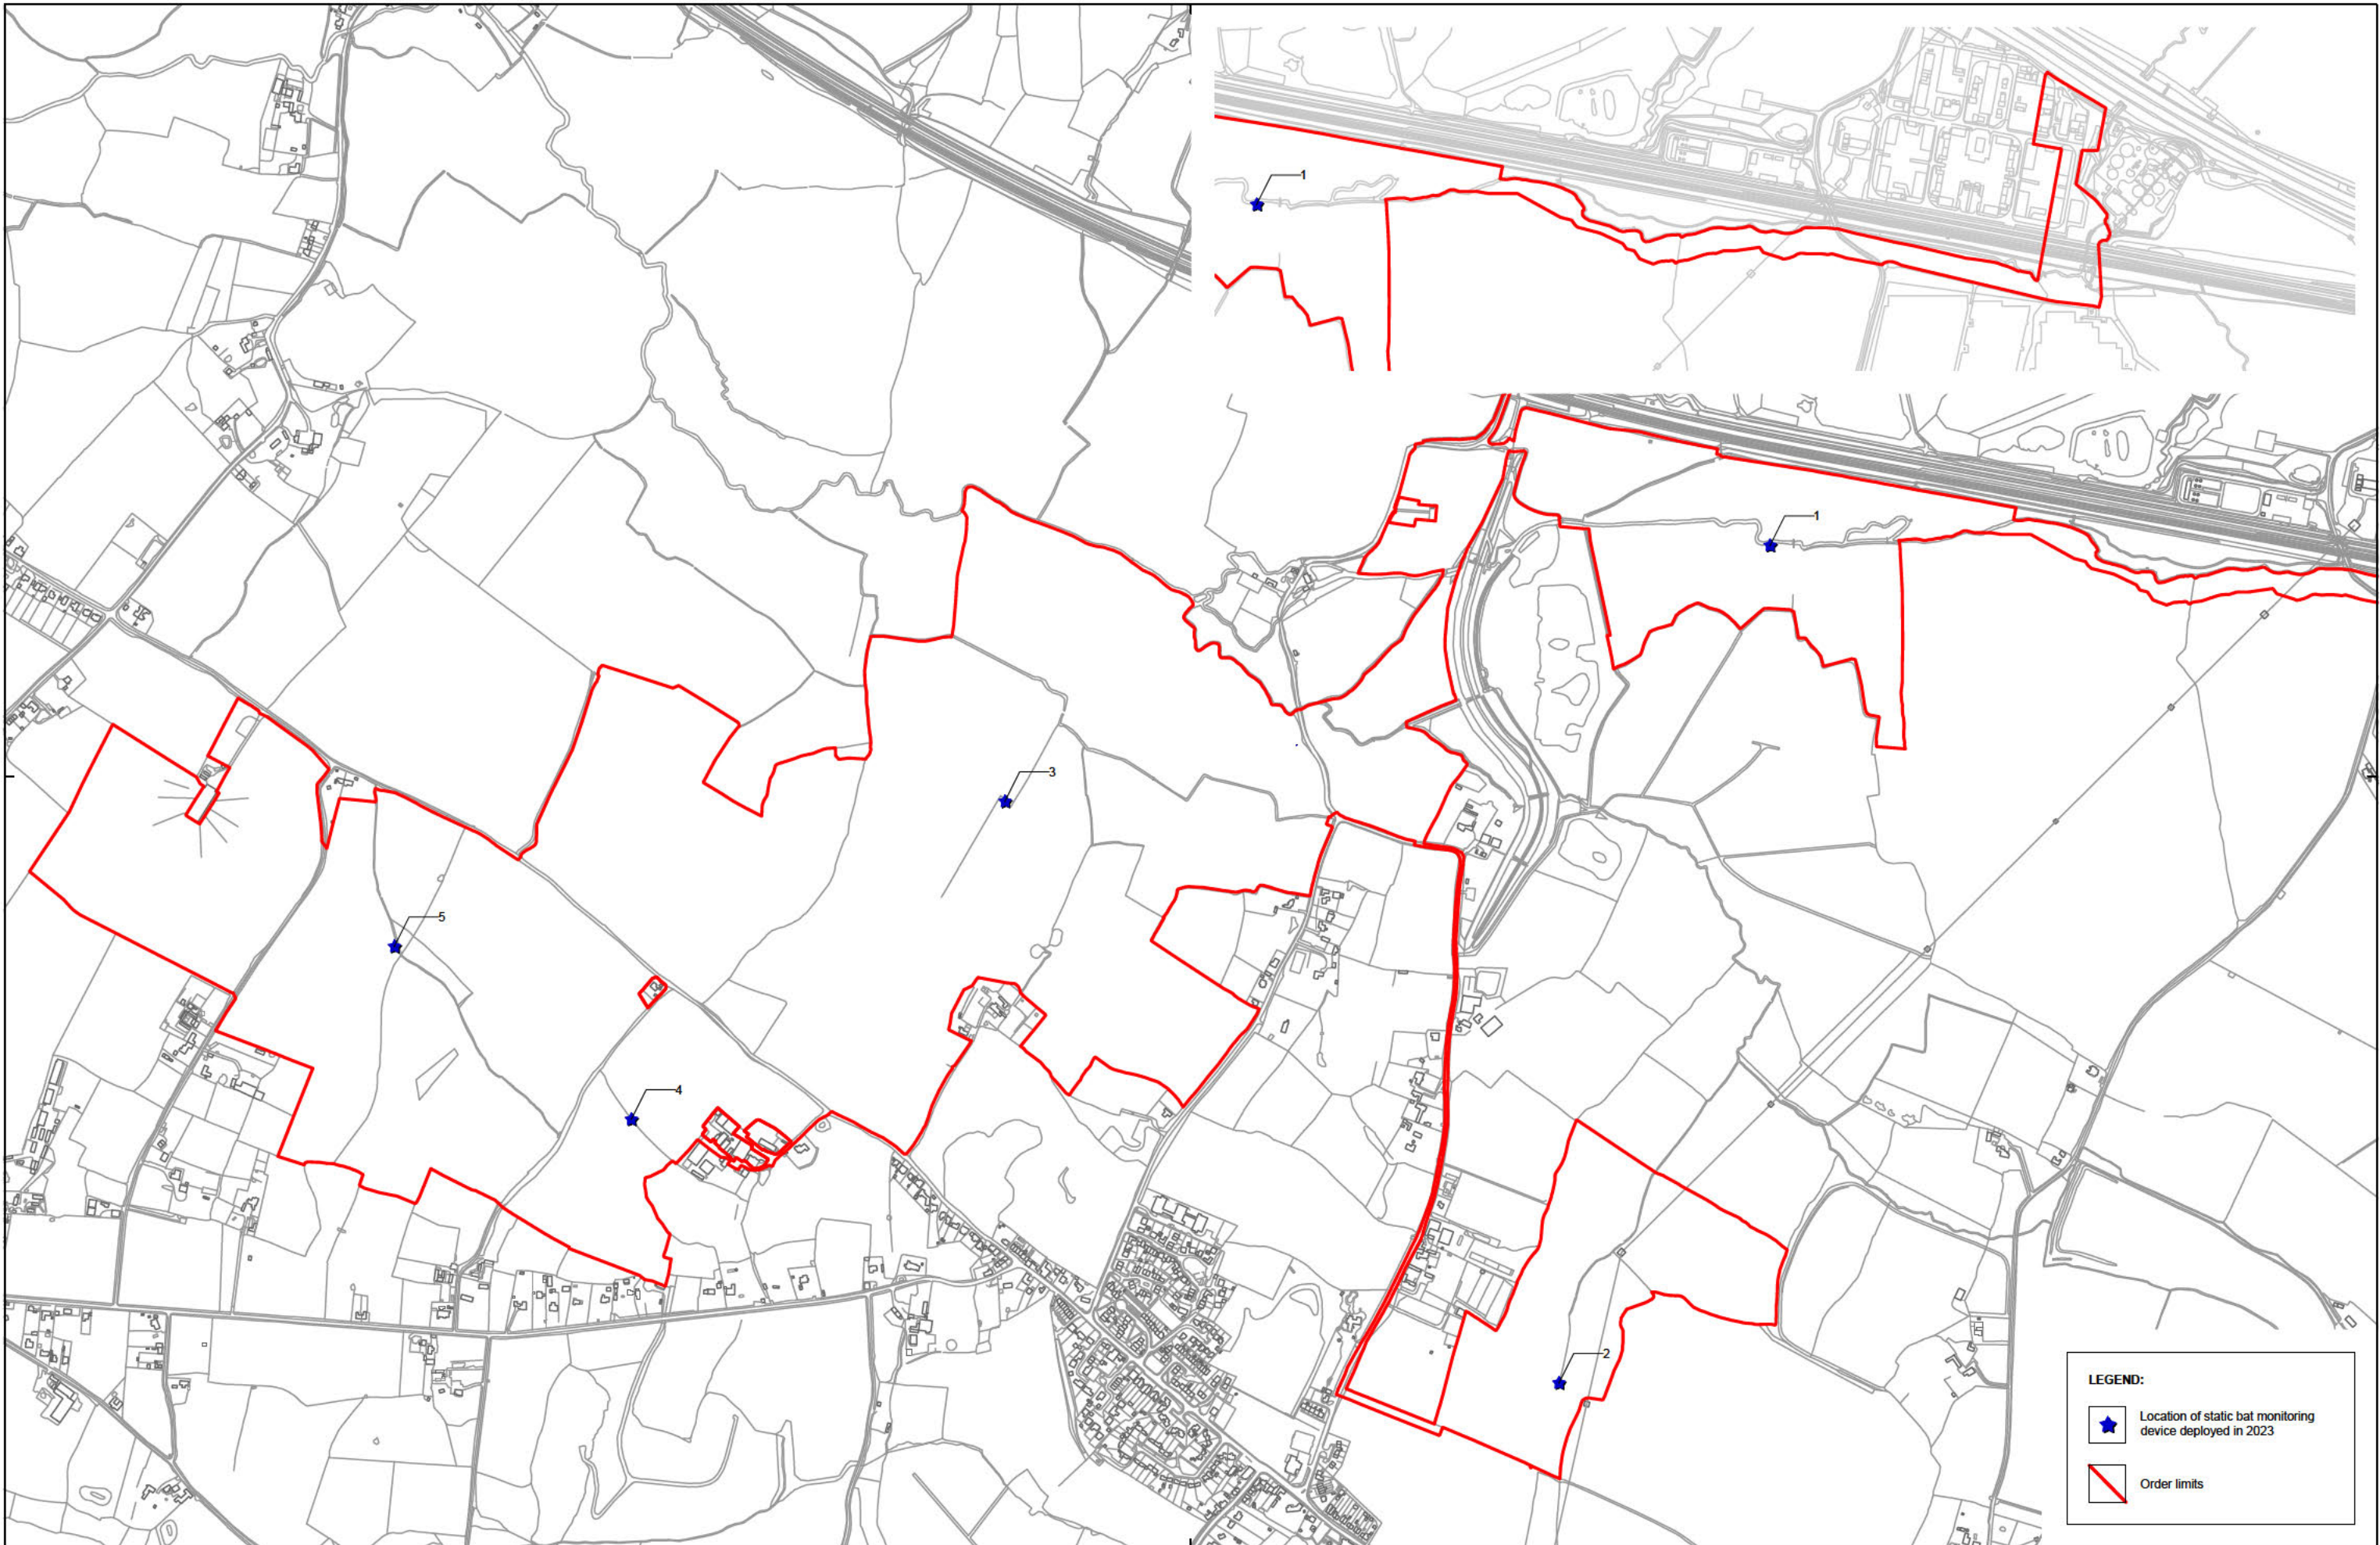 1
1
3
5
4
2
LEGEND:
Location of static bat monitoring
device deployed in 2023
Order limits